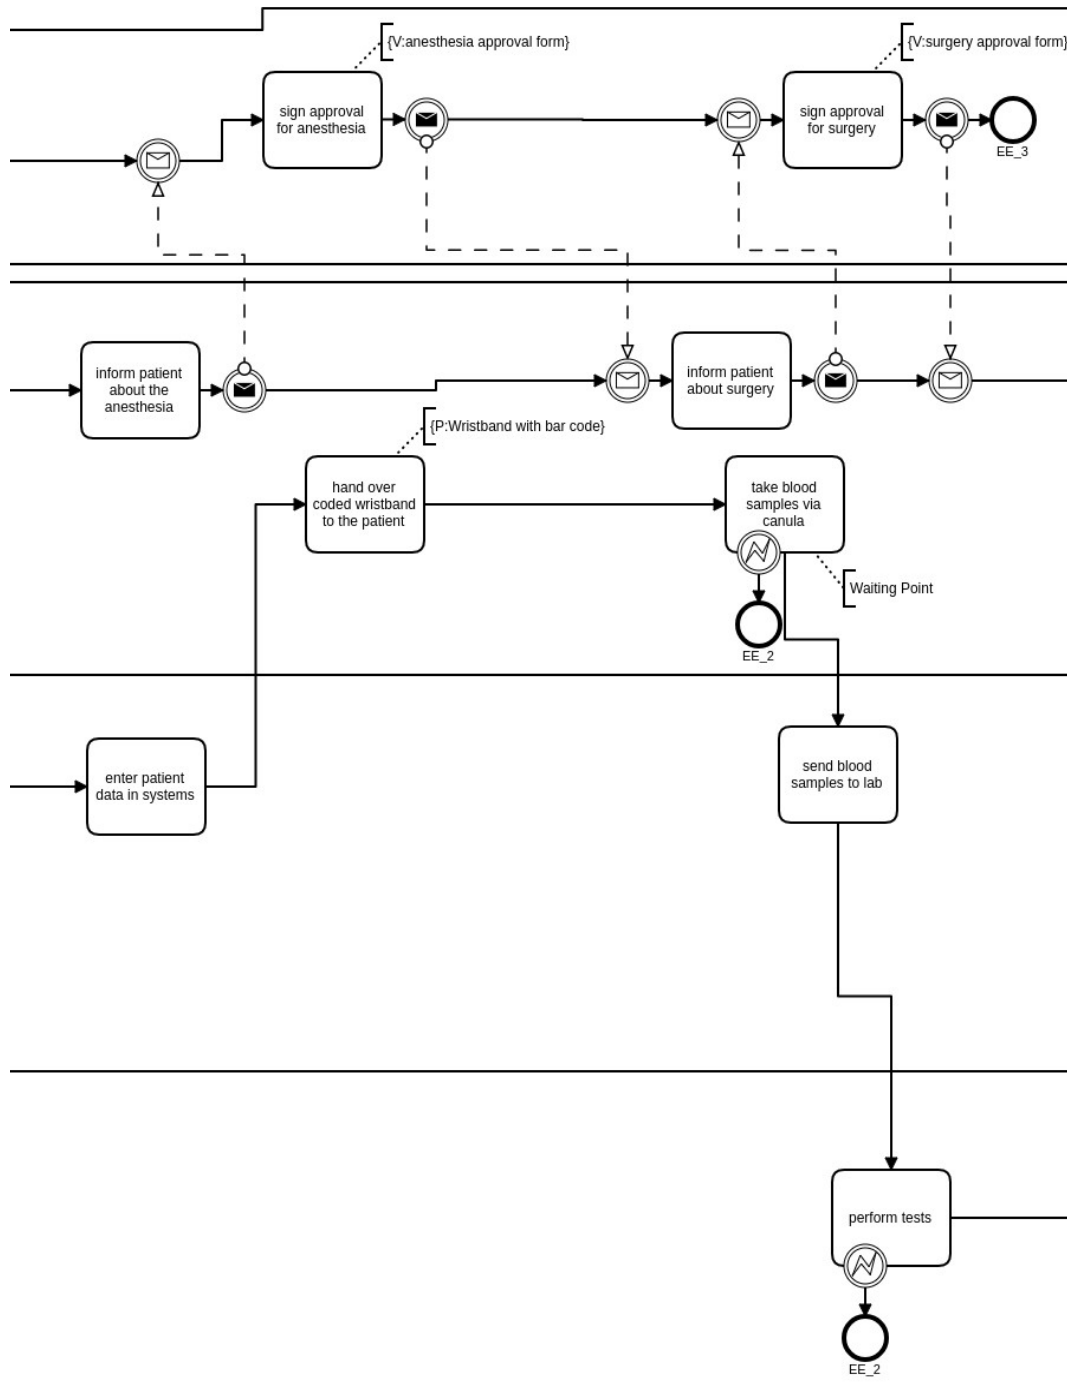 {V:anesthesia approval form}
{V:surgery approval form}
sign approval
for anesthesia
sign approval
for surgery
EE_3
inform patient
about the
anesthesia
inform patient
about surgery
{P:Wristband with bar code}
hand over
coded wristband
to the patient
take blood
samples via
canula
Waiting Point
EE_2
enter patient
data in systems
send blood
samples to lab
perform tests
EE_2